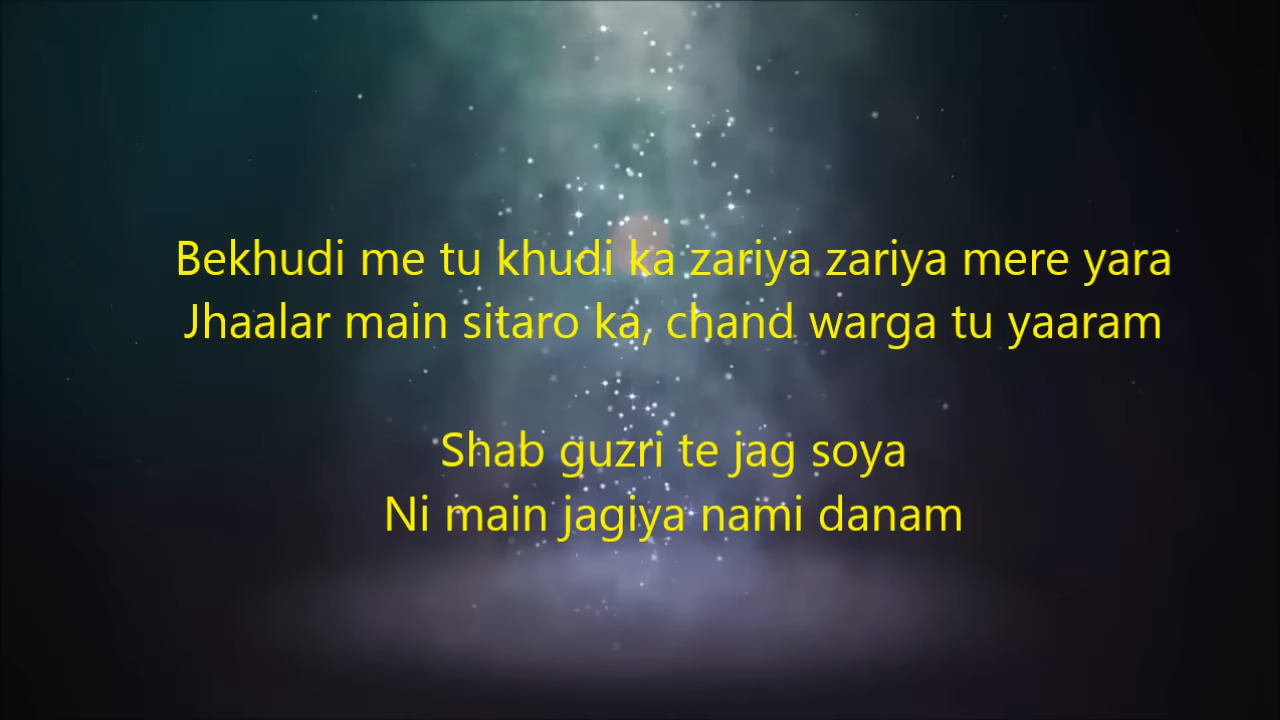 Bekhudi me tu khudi ka zariya zariya mere yara
Jhaalar main sitaro ka, chand warga tu yaaram
Shab guzri te jag soya
Ni main jagiya nami danam